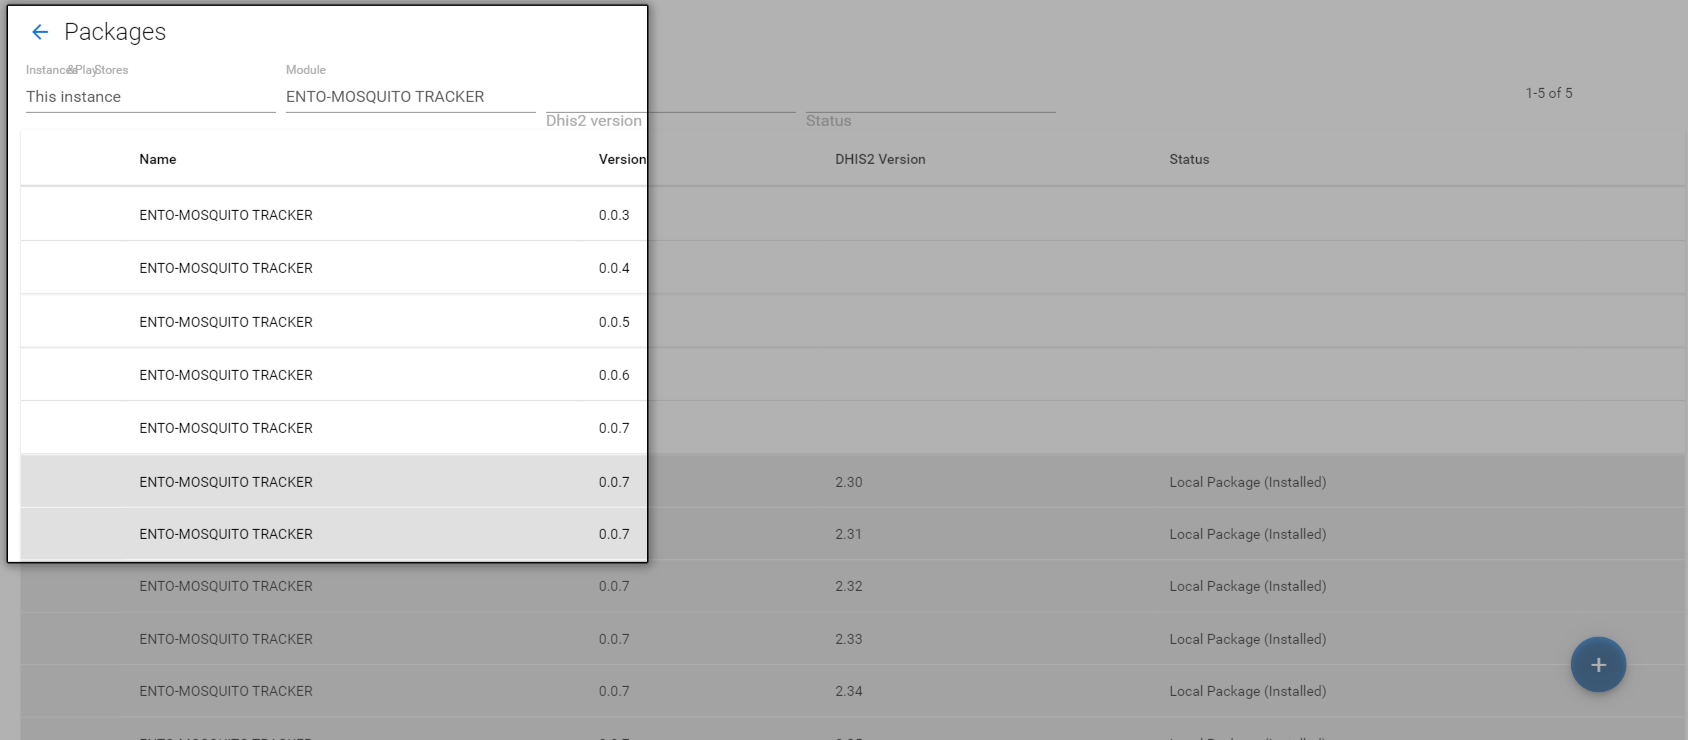 Packages
Instances & Play Stores
Module
This instance
ENTO-MOSQUITO TRACKER
1-5 of 5
Dhis2 version
Status
Name Version DHIS2 Version Status
ENTO-MOSQUITO TRACKER 0.0.3
ENTO-MOSQUITO TRACKER 0.0.4
ENTO-MOSQUITO TRACKER 0.0.5
ENTO-MOSQUITO TRACKER 0.0.6
ENTO-MOSQUITO TRACKER 0.0.7
ENTO-MOSQUITO TRACKER 0.0.7 2.30 Local Package (Installed)
ENTO-MOSQUITO TRACKER 0.0.7 2.31 Local Package (Installed)
ENTO-MOSQUITO TRACKER 0.0.7 2.32 Local Package (Installed)
ENTO-MOSQUITO TRACKER 0.0.7 2.33 Local Package (Installed)
ENTO-MOSQUITO TRACKER 0.0.7 2.34 Local Package (Installed)